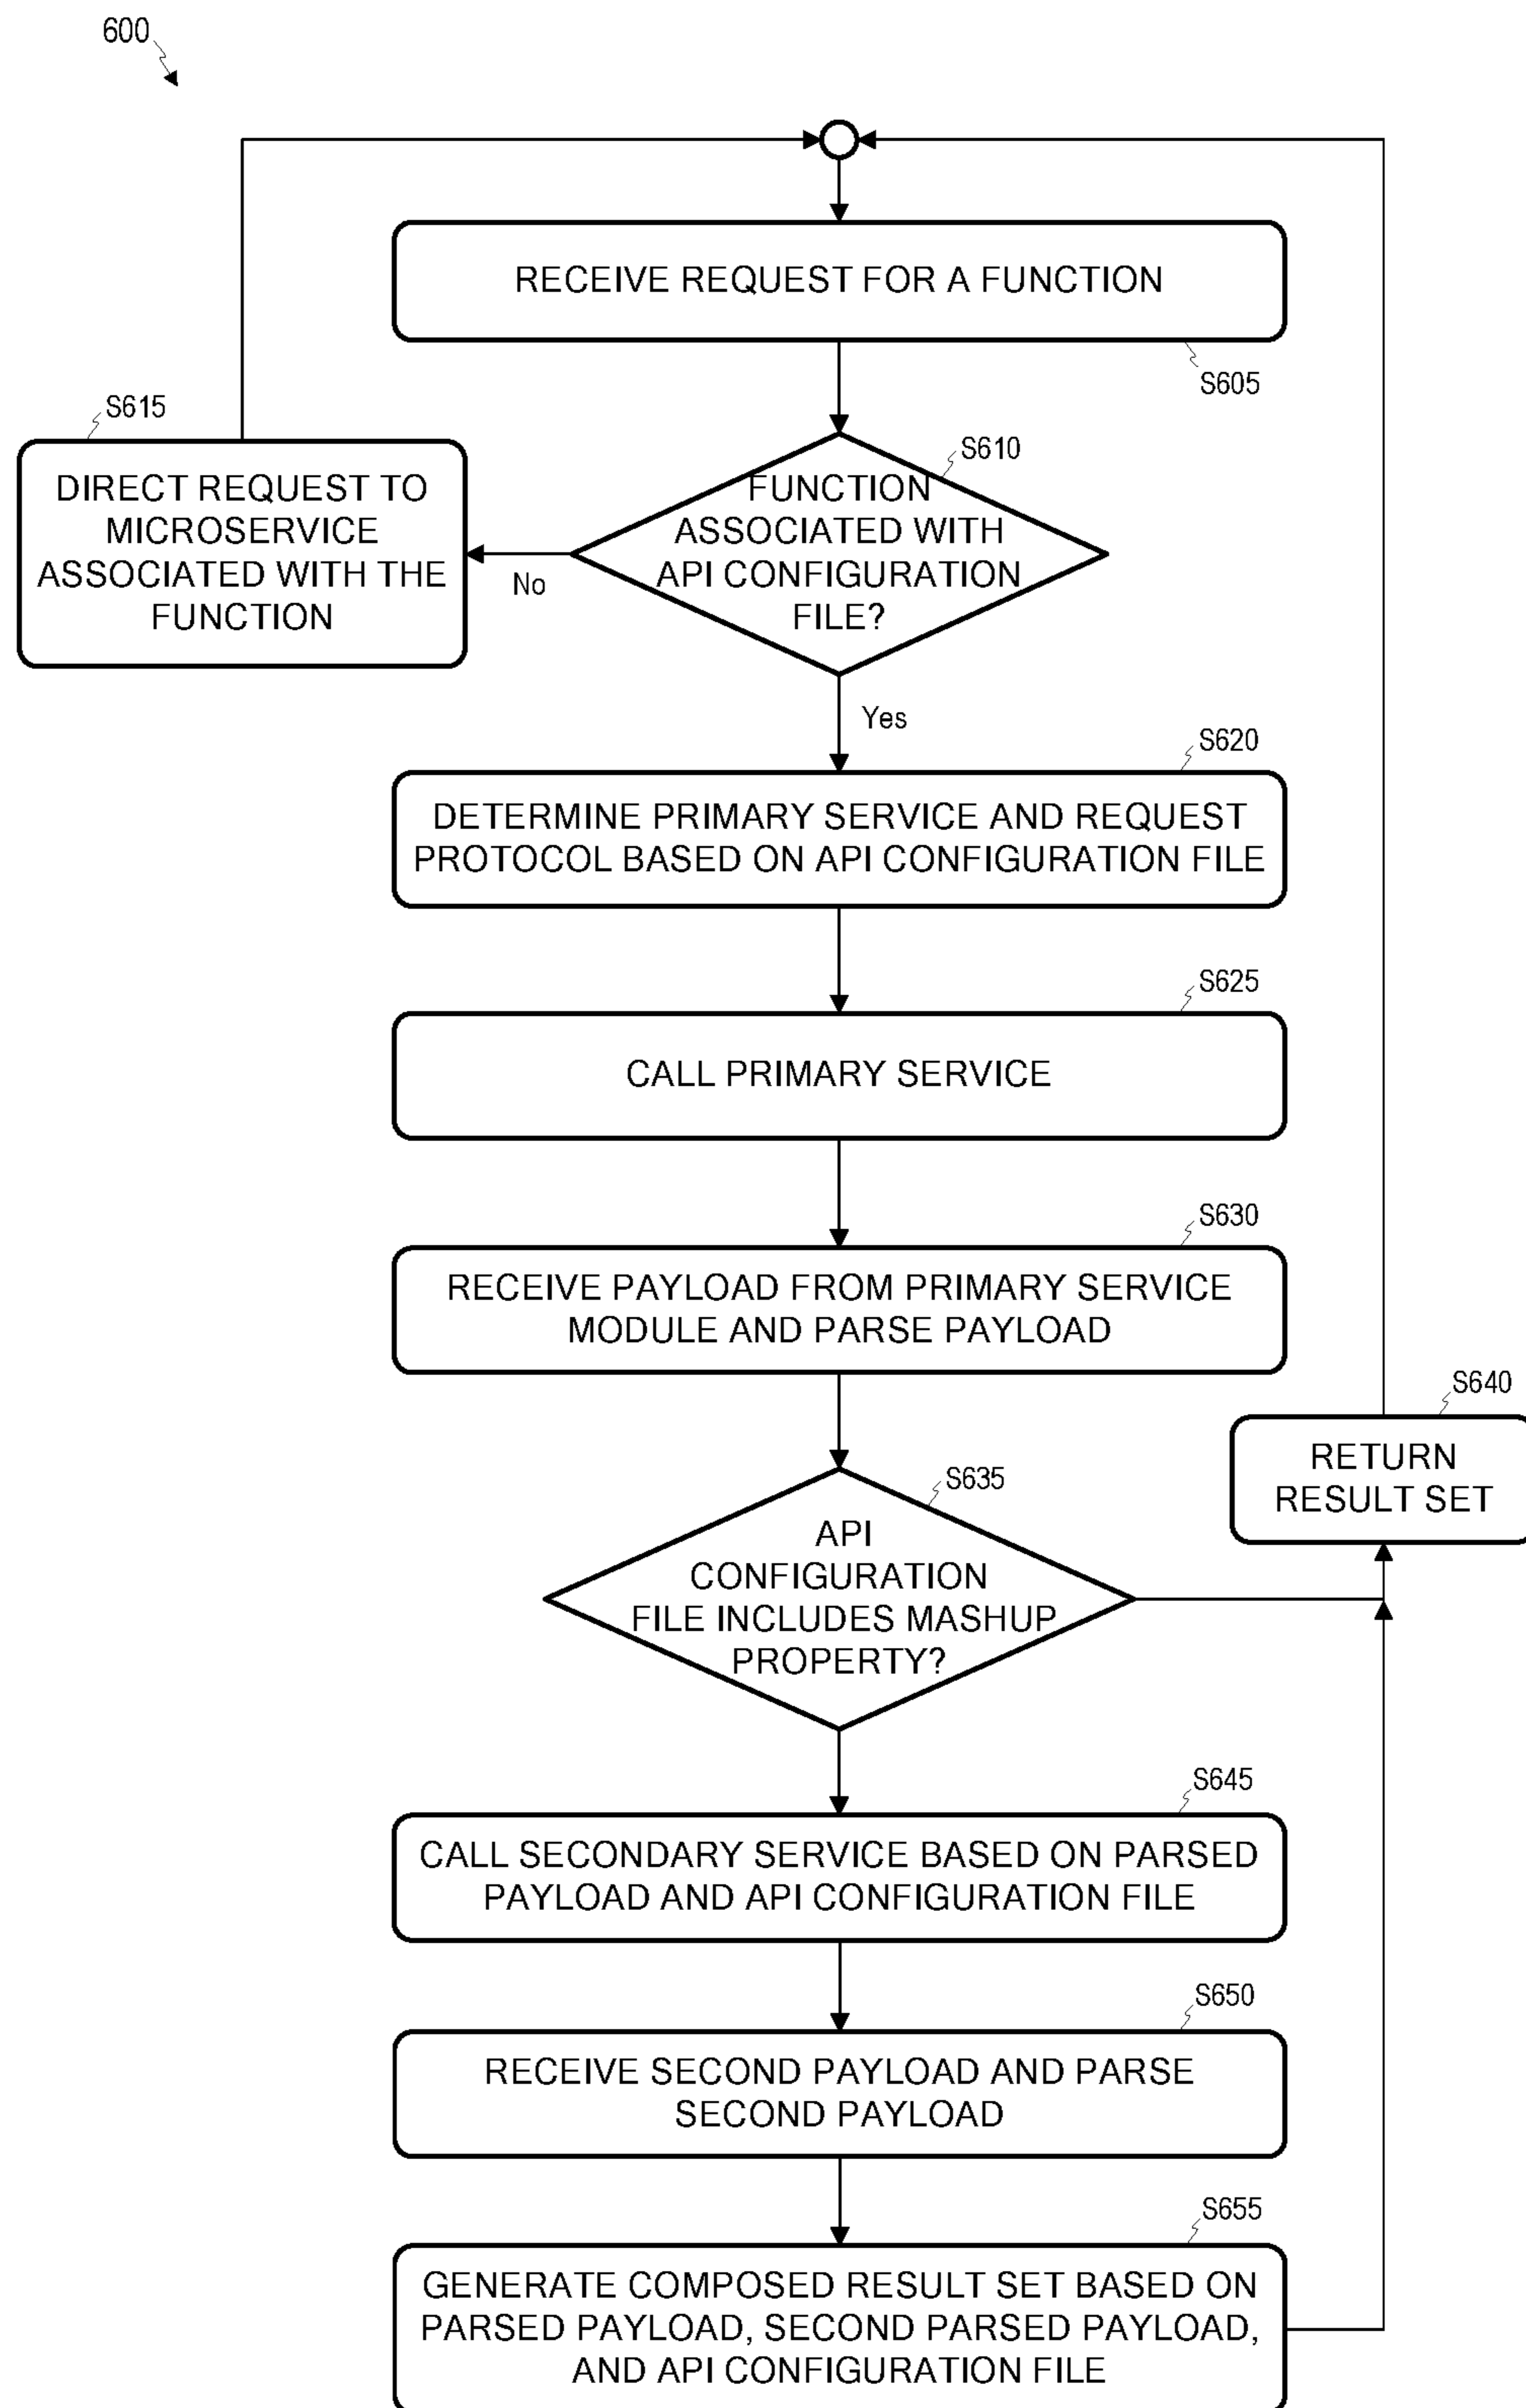 600
RECEIVE REQUEST FOR A FUNCTION
S605
S615
DIRECT REQUEST TO
MICROSERVICE
ASSOCIATED WITH THE
FUNCTION
S610
FUNCTION
ASSOCIATED WITH
API CONFIGURATION
FILE?
No
Yes
S620
DETERMINE PRIMARY SERVICE AND REQUEST
PROTOCOL BASED ON API CONFIGURATION FILE
S625
CALL PRIMARY SERVICE
S630
RECEIVE PAYLOAD FROM PRIMARY SERVICE
MODULE AND PARSE PAYLOAD
S640
RETURN
RESULT SET
S635
API
CONFIGURATION
FILE INCLUDES MASHUP
PROPERTY?
S645
CALL SECONDARY SERVICE BASED ON PARSED
PAYLOAD AND API CONFIGURATION FILE
S650
RECEIVE SECOND PAYLOAD AND PARSE
SECOND PAYLOAD
S655
GENERATE COMPOSED RESULT SET BASED ON
PARSED PAYLOAD, SECOND PARSED PAYLOAD,
AND API CONFIGURATION FILE